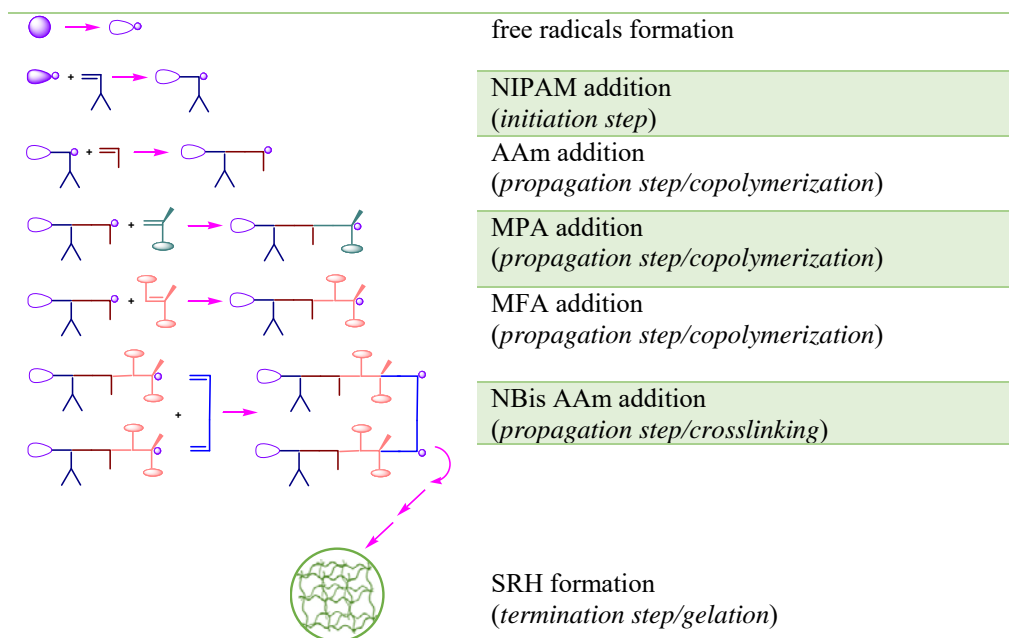 free radicals formation
+
NIPAM addition
(initiation step)
+
AAm addition
(propagation step/copolymerization)
+
MPA addition
(propagation step/copolymerization)
+
MFA addition
(propagation step/copolymerization)
+
NBis AAm addition
(propagation step/crosslinking)
SRH formation
(termination step/gelation)